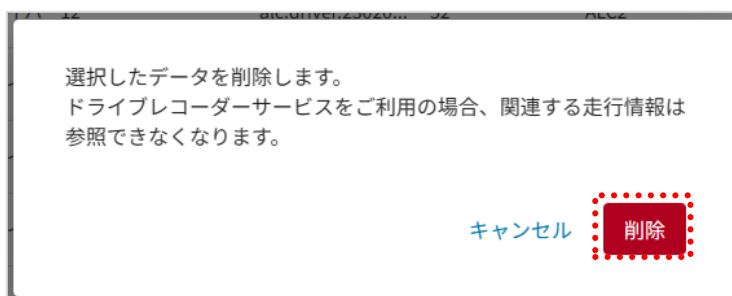 選択したデータを削除します。
ドライブレコーダーサービスをご利用の場合、関連する走行情報は
参照できなくなります。
キャンセル 削除